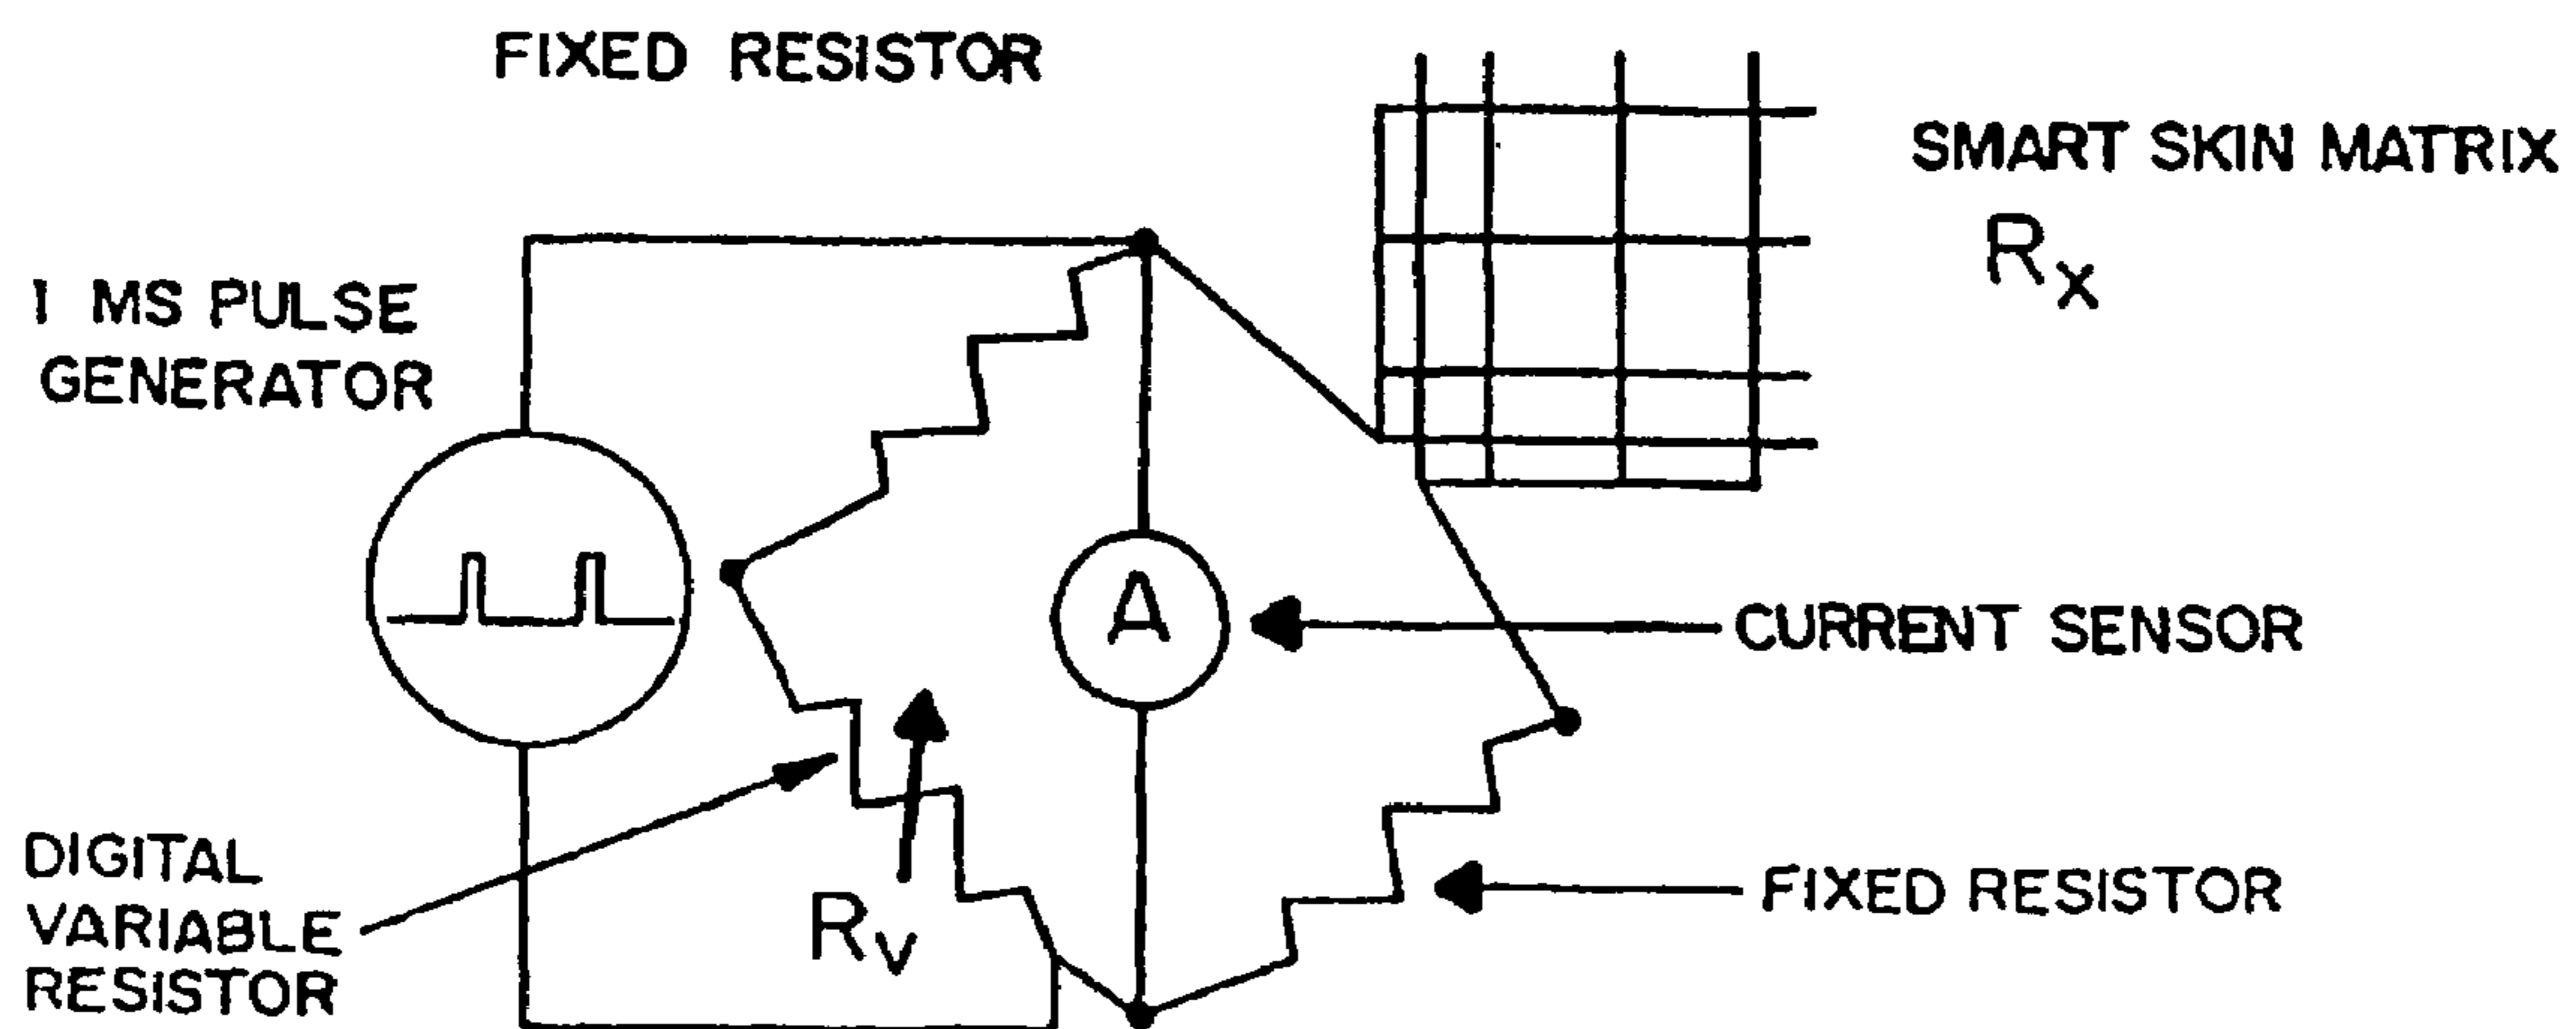 FIXED RESISTOR
SMART SKIN MATRIX
Rx
1 MS PULSE
GENERATOR
A
CURRENT SENSOR
DIGITAL
VARIABLE
RESISTOR
Rv
FIXED RESISTOR